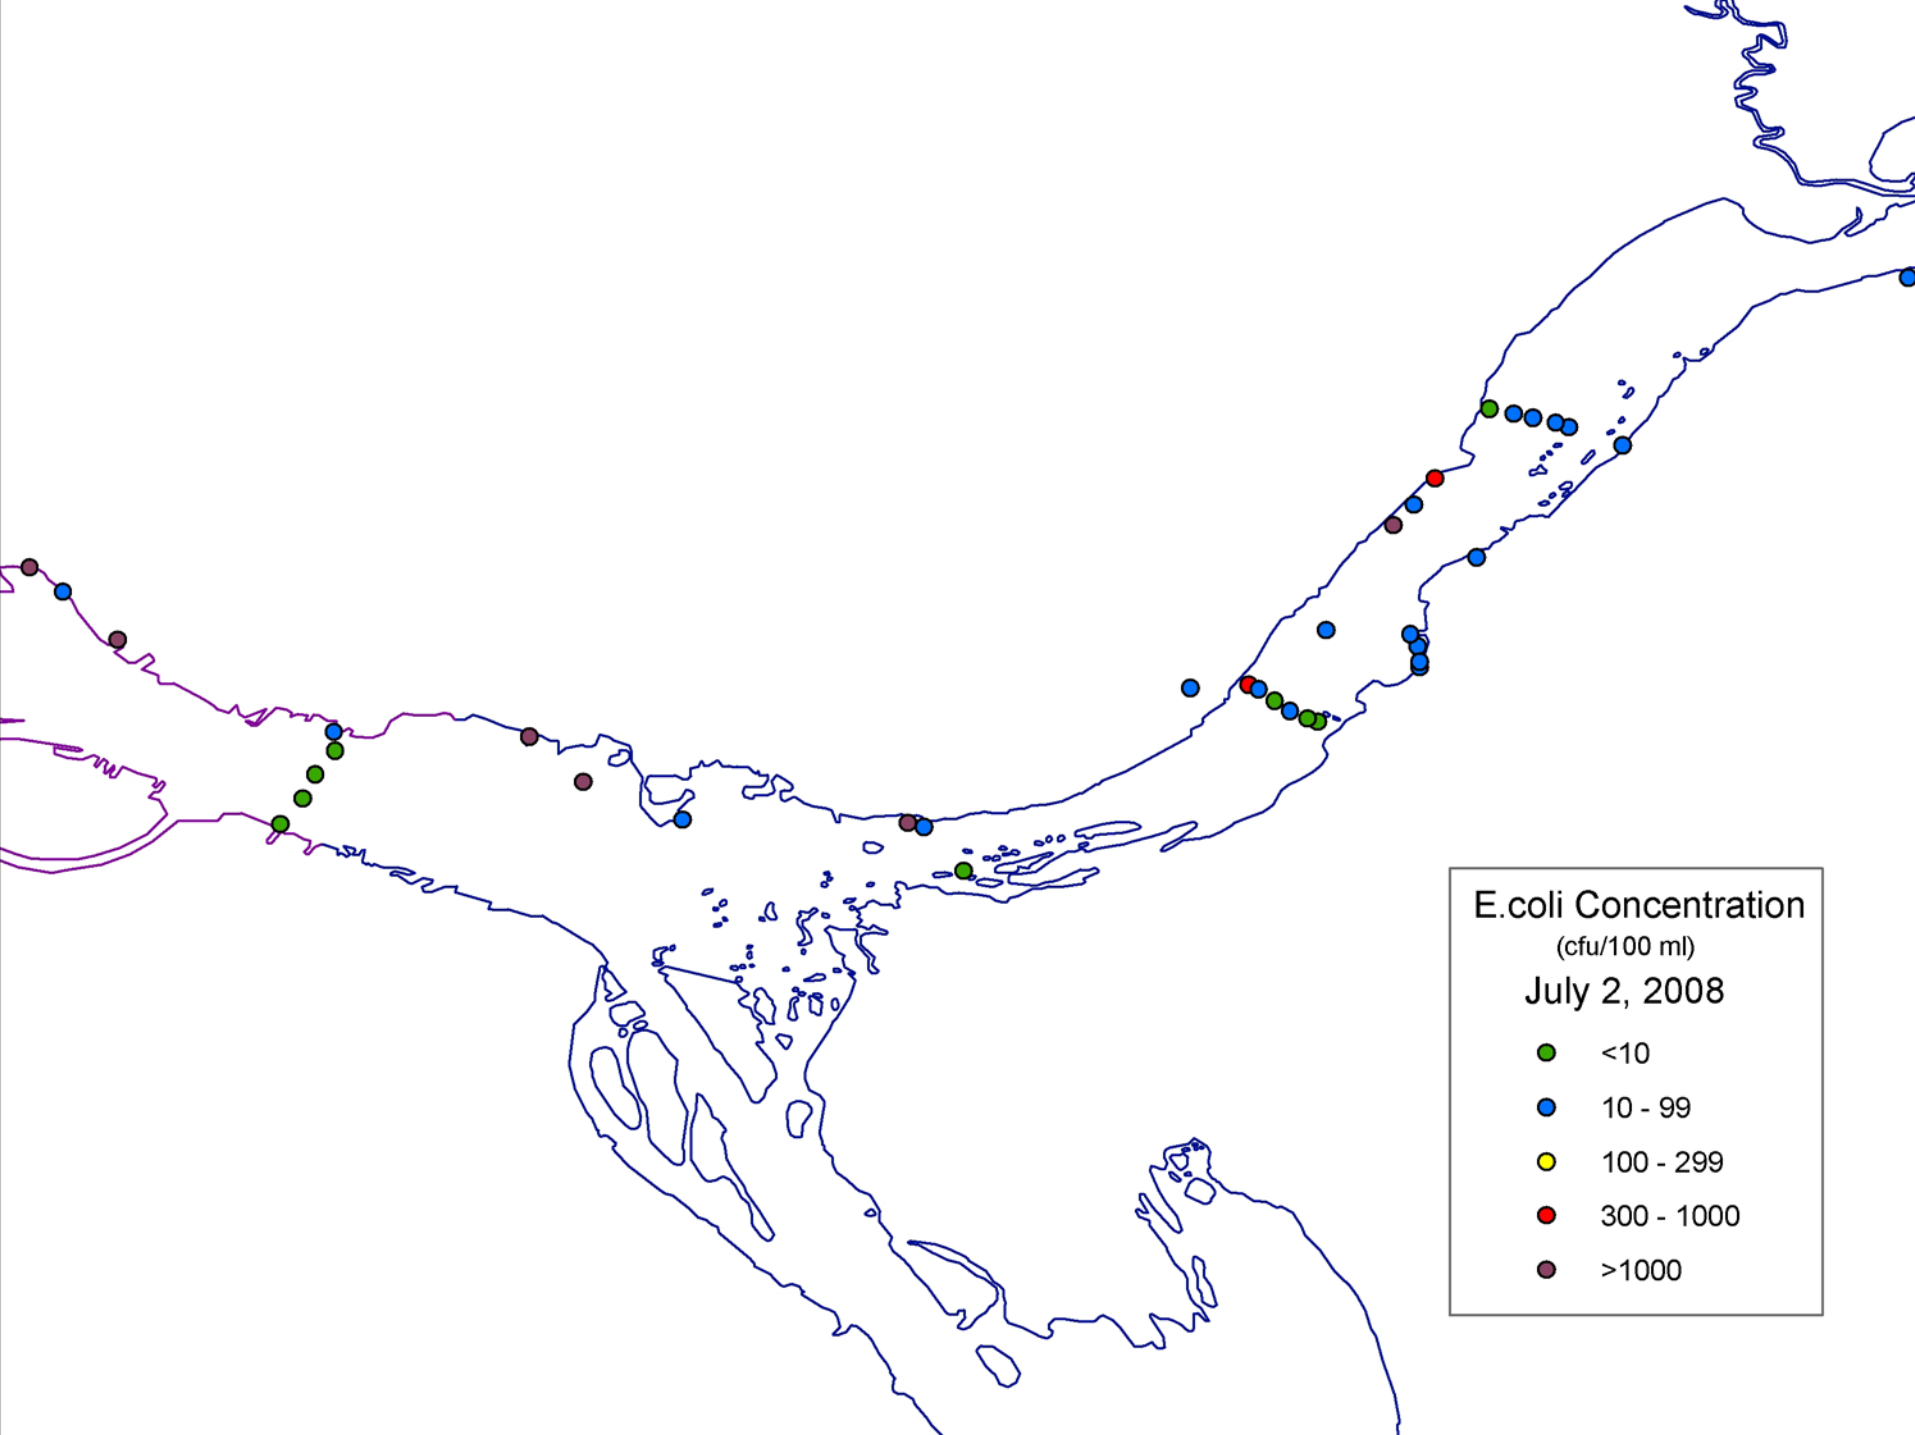 E.coli Concentration
(cfu/100 ml)
July 2, 2008
<10
10 - 99
100 - 299
300 - 1000
>1000